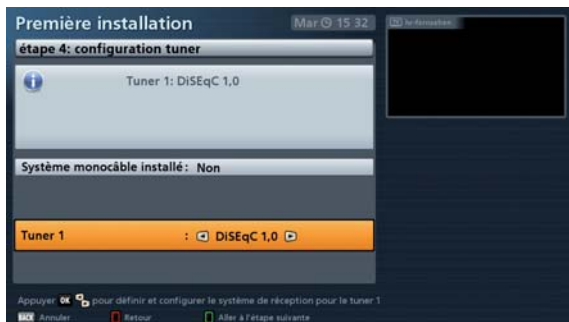 Première installation
Mar 15 32
étape 4: configuration tuner
Tuner 1: DiSEqC 1,0
Système monocâble installé: Non
Tuner 1 : DiSEqC 1,0
Appuyer OK pour définir et configurer le système de réception pour le tuner 1
BACK Annuler Retour Aller à l'étape suivante